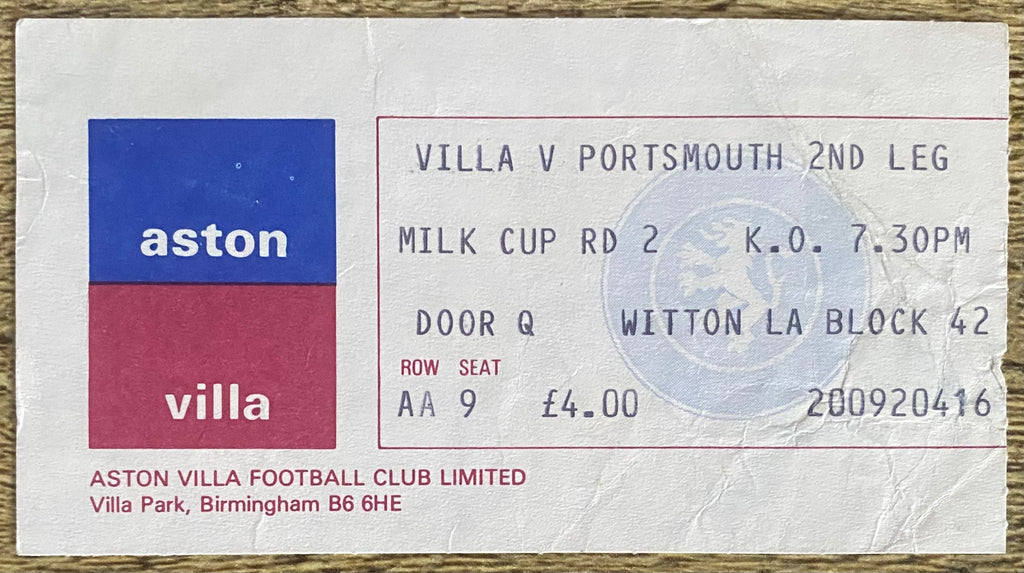 aston
villa
VILLA V PORTSMOUTH 2ND LEG
MILK CUP RD 2 K.O. 7.30PM
DOOR Q WITTON LA BLOCK 42
ROW SEAT
AA 9 £4.00 200920416
ASTON VILLA FOOTBALL CLUB LIMITED
Villa Park, Birmingham B6 6HE